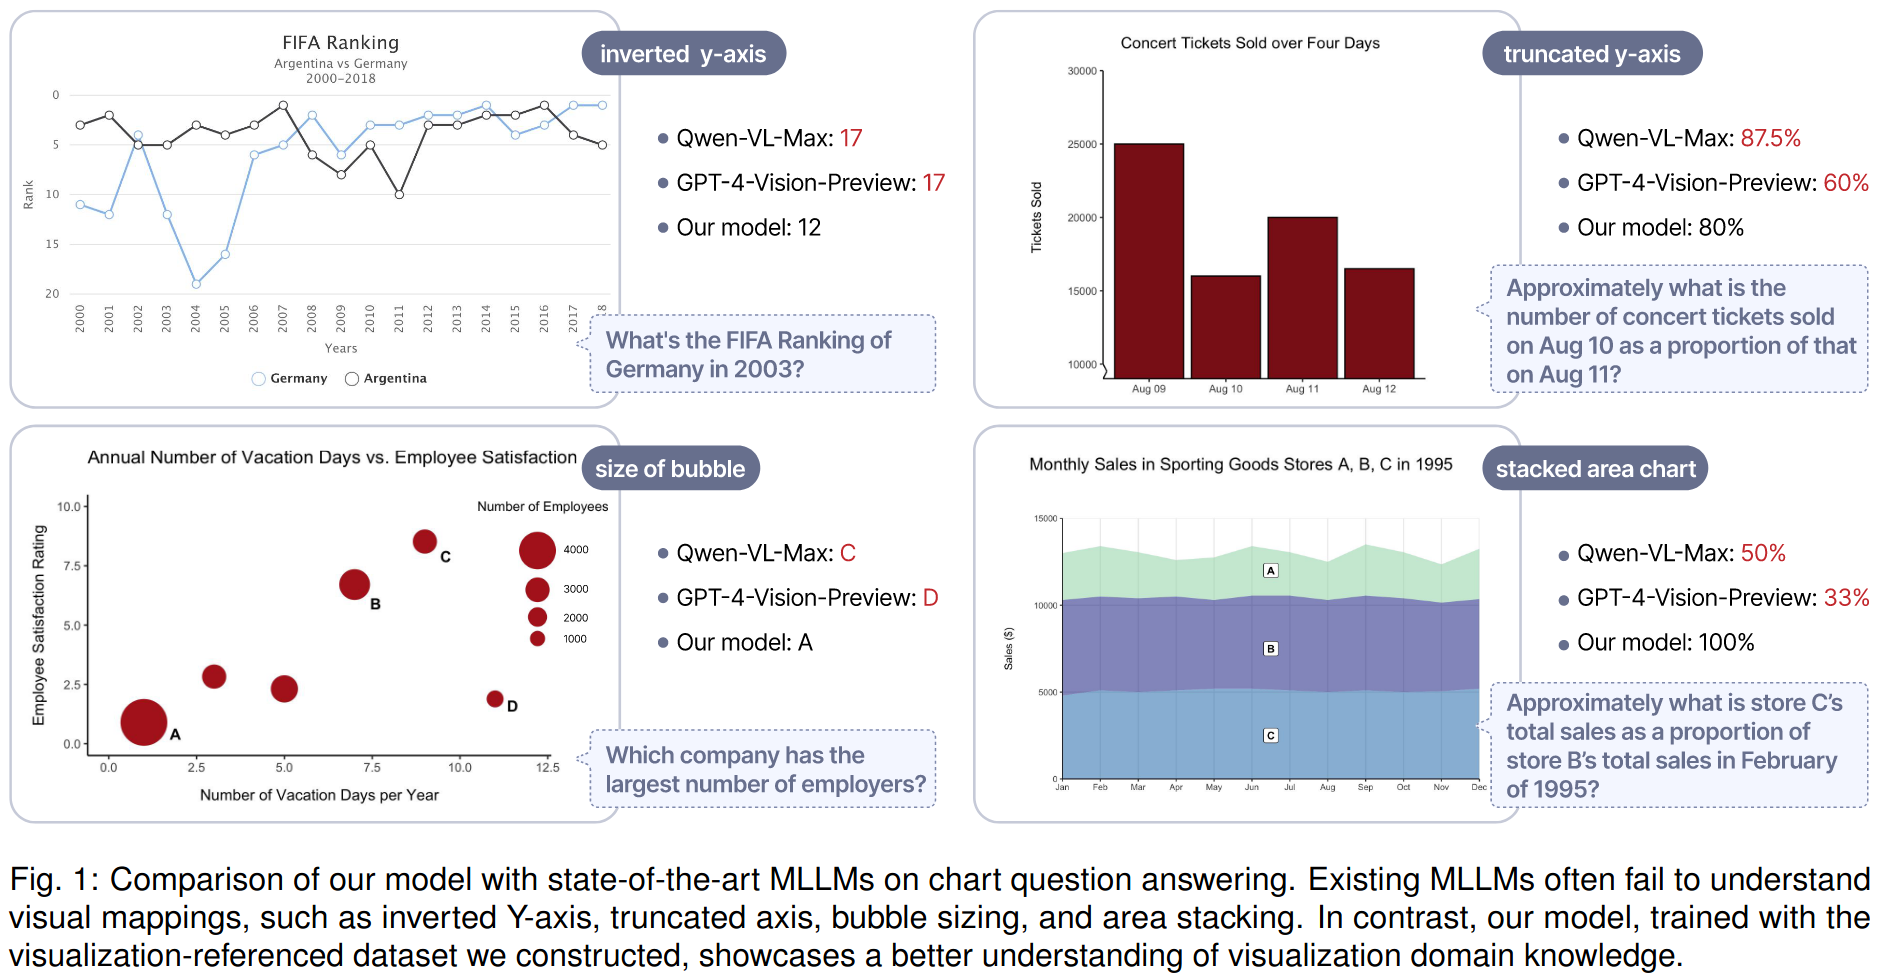 FIFA Ranking
Argentina vs Germany
2000-2018
0
5
10
15
20
Rank
2000
2001
2002
2003
2004
2005
2006
2007
2008
2009
2010
2011
2012
2013
2014
2015
2016
2017
18
Years
Germany
Argentina
inverted y-axis
Qwen-VL-Max: 17
GPT-4-Vision-Preview: 17
Our model: 12
What's the FIFA Ranking of
Germany in 2003?
Concert Tickets Sold over Four Days
30000
25000
20000
15000
10000
Tickets Sold
Aug 09
Aug 10
Aug 11
Aug 12
truncated y-axis
Qwen-VL-Max: 87.5%
GPT-4-Vision-Preview: 60%
Our model: 80%
Approximately what is the
number of concert tickets sold
on Aug 10 as a proportion of that
on Aug 11?
Annual Number of Vacation Days vs. Employee Satisfaction
Number of Employees
4000
3000
2000
1000
10.0
7.5
5.0
2.5
0.0
Employee Satisfaction Rating
A
B
C
D
0.0
2.5
5.0
7.5
10.0
12.5
Number of Vacation Days per Year
size of bubble
Qwen-VL-Max: C
GPT-4-Vision-Preview: D
Our model: A
Which company has the
largest number of employers?
Monthly Sales in Sporting Goods Stores A, B, C in 1995
15000
10000
5000
0
Sales ($)
A
B
C
Jan
Feb
Mar
Apr
May
Jun
Jul
Aug
Sep
Oct
Nov
Dec
stacked area chart
Qwen-VL-Max: 50%
GPT-4-Vision-Preview: 33%
Our model: 100%
Approximately what is store C’s
total sales as a proportion of
store B’s total sales in February
of 1995?
Fig. 1: Comparison of our model with state-of-the-art MLLMs on chart question answering. Existing MLLMs often fail to understand
visual mappings, such as inverted Y-axis, truncated axis, bubble sizing, and area stacking. In contrast, our model, trained with the
visualization-referenced dataset we constructed, showcases a better understanding of visualization domain knowledge.